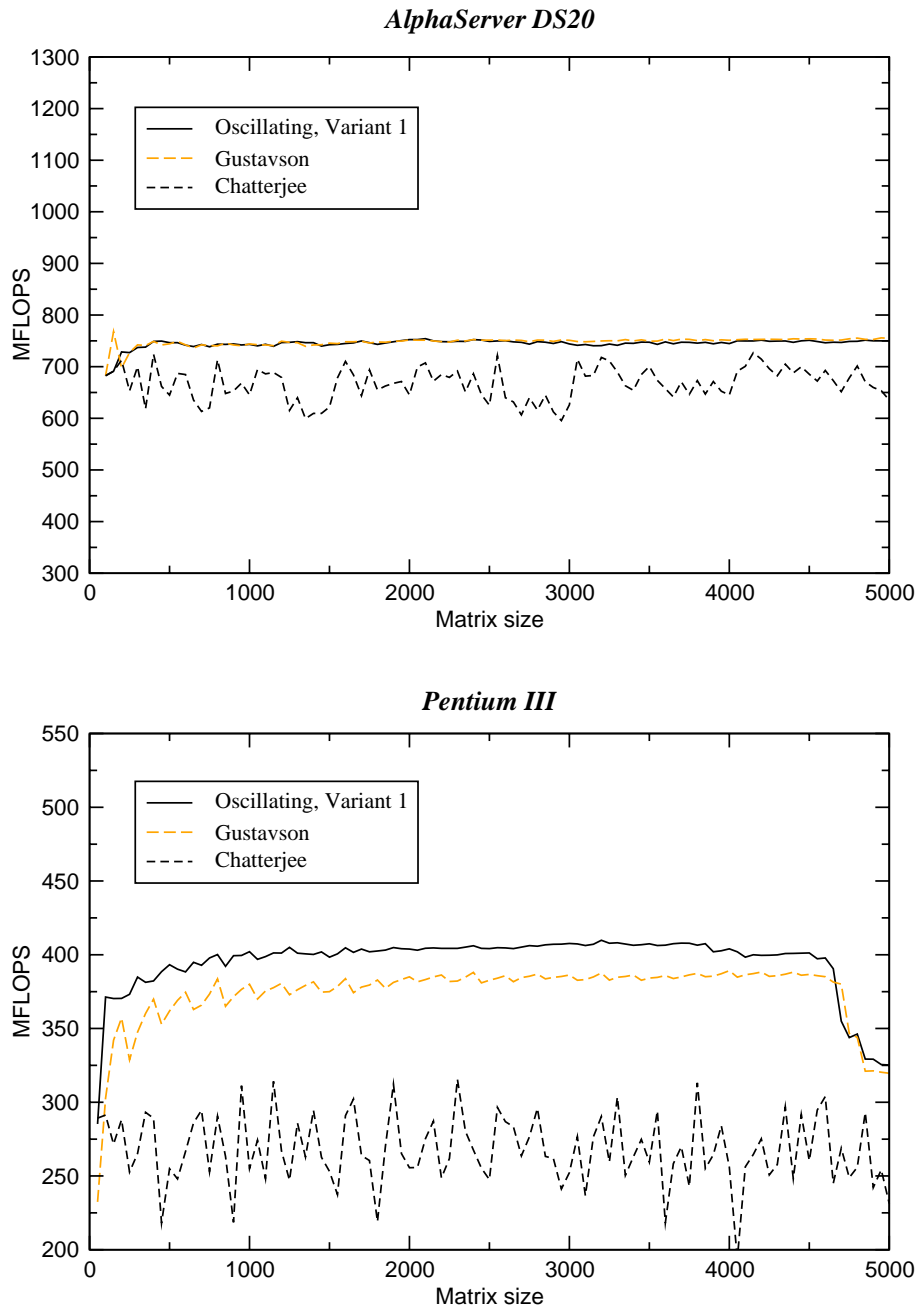 AlphaServer DS20
1300
1200
1100
1000
900
800
700
600
500
400
300
MFLOPS
Oscillating, Variant 1
Gustavson
Chatterjee
0 1000 2000 3000 4000 5000
Matrix size
Pentium III
550
500
450
400
350
300
250
200
MFLOPS
Oscillating, Variant 1
Gustavson
Chatterjee
0 1000 2000 3000 4000 5000
Matrix size